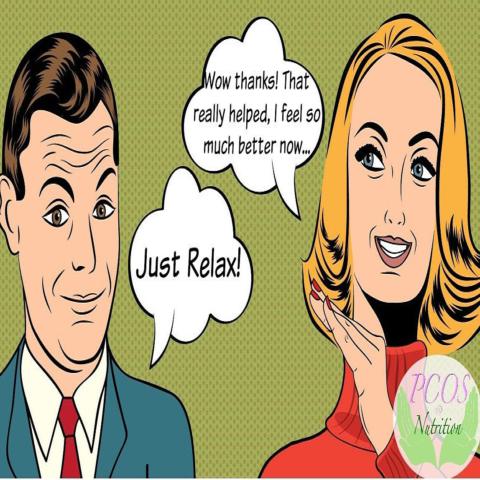 Just Relax!
Wow thanks! That
really helped, I feel so
much better now...
PCOS
Nutrition